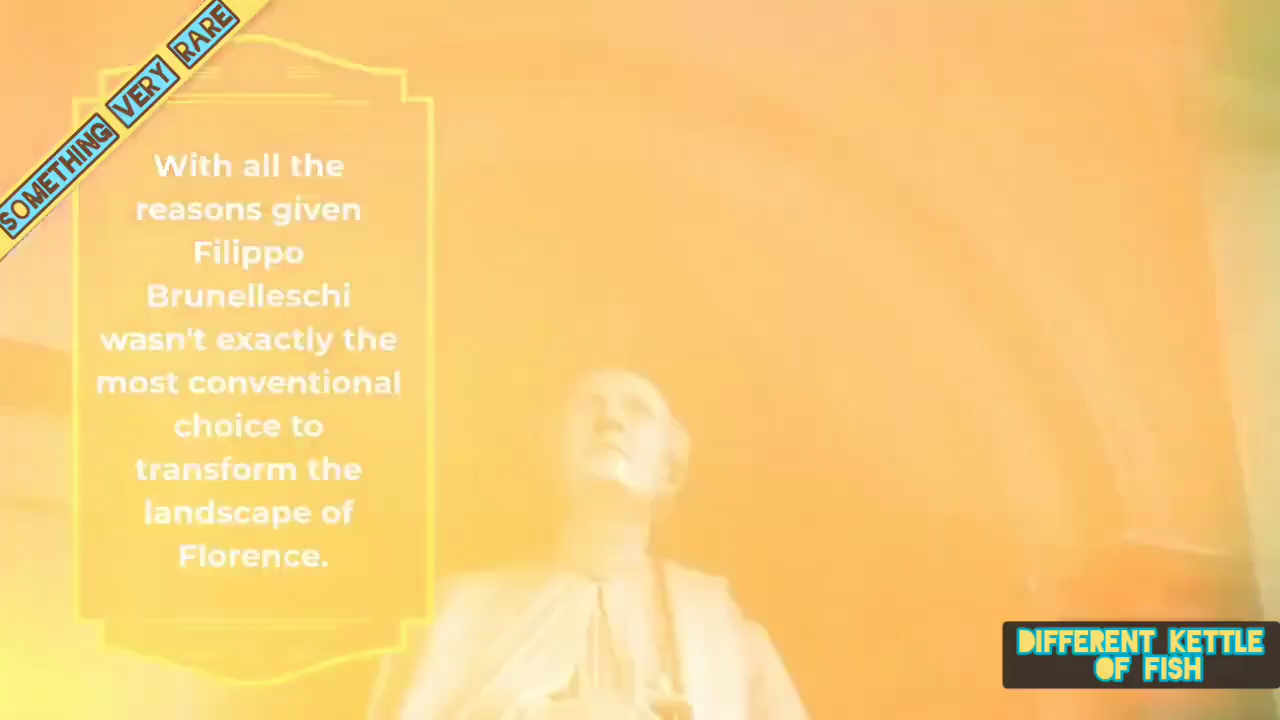 SOMETHING VERY RARE
With all the
reasons given
Filippo
Brunelleschi
wasn't exactly the
most conventional
choice to
transform the
landscape of
Florence.
DIFFERENT KETTLE
OF FISH